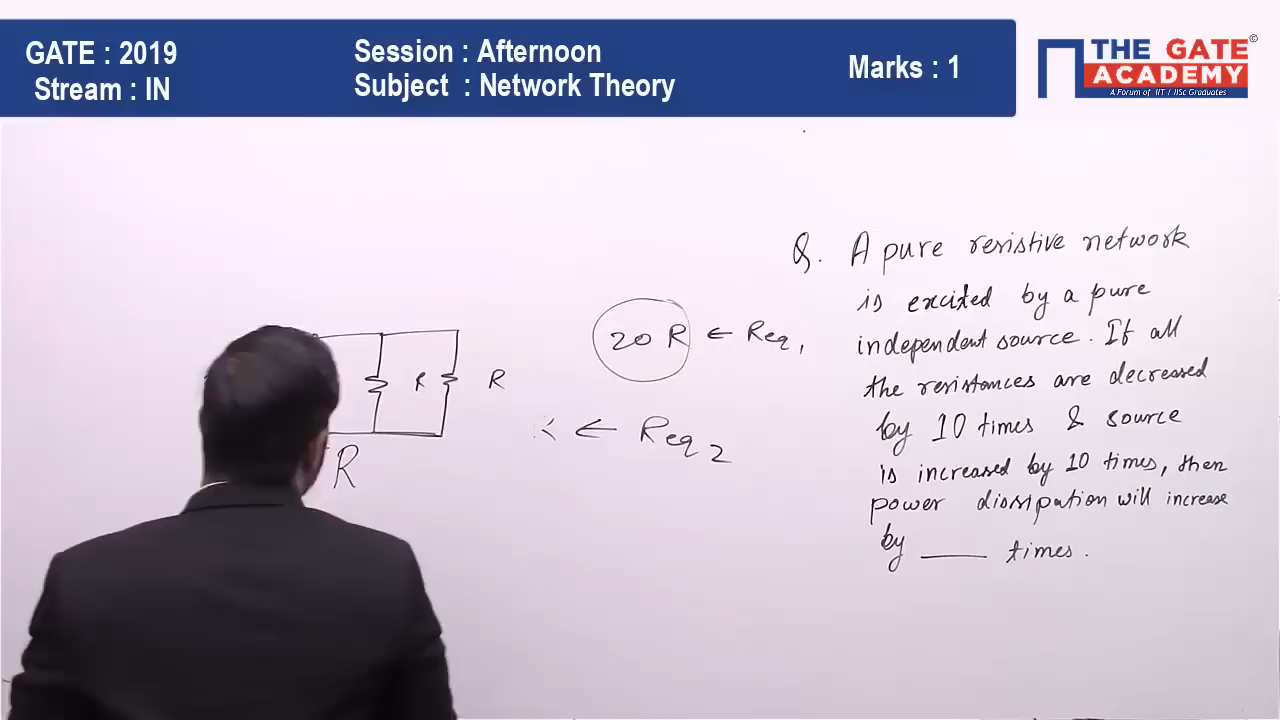 GATE : 2019
Stream : IN
Session : Afternoon
Subject : Network Theory
Marks : 1
THE GATE
ACADEMY
©
A Forum of IIT / IISc Graduates
R R
R
20 R ← Req1
← Req2
Q. A pure resistive network
is excited by a pure
independent source. If all
the resistances are decreased
by 10 times & source
is increased by 10 times, then
power dissipation will increase
by ____ times.